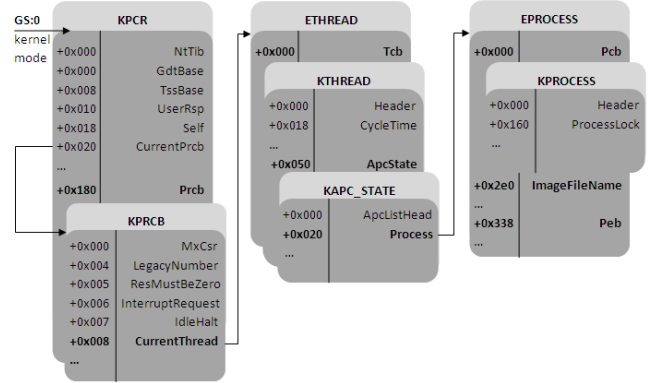 GS:0
kernel
mode
KPCR
+0x000 NtTib
+0x000 GdtBase
+0x008 TssBase
+0x010 UserRsp
+0x018 Self
+0x020 CurrentPrcb
...
+0x180 Prcb
KPRCB
+0x000 MxCsr
+0x004 LegacyNumber
+0x005 ResMustBeZero
+0x006 InterruptRequest
+0x007 IdleHalt
+0x008 CurrentThread
...
ETHREAD
+0x000 Tcb
KTHREAD
+0x000 Header
+0x018 CycleTime
...
+0x050 ApcState
KAPC_STATE
+0x000 ApcListHead
+0x020 Process
...
EPROCESS
+0x000 Pcb
KPROCESS
+0x000 Header
+0x160 ProcessLock
...
+0x2e0 ImageFileName
...
+0x338 Peb
...